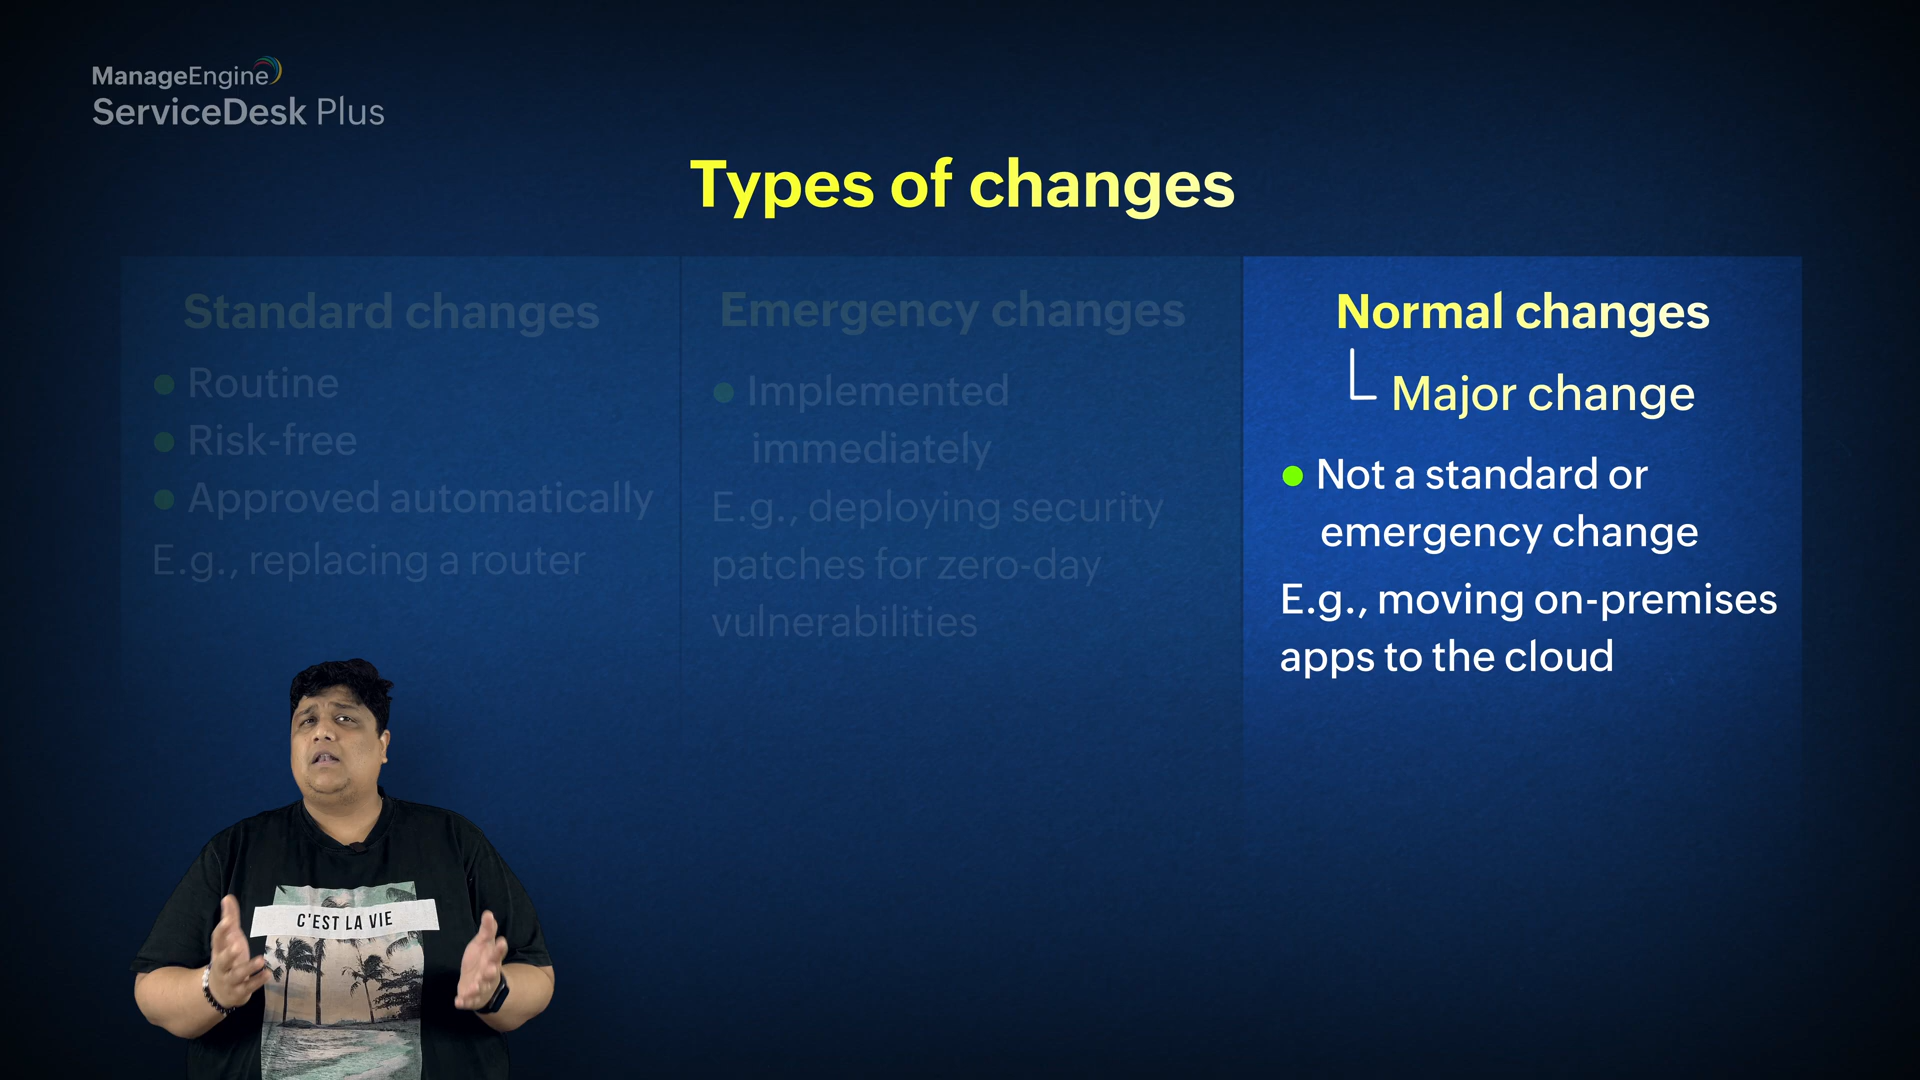 ManageEngine
ServiceDesk Plus
Types of changes
Standard changes
Routine
Risk-free
Approved automatically
E.g., replacing a router
Emergency changes
Implemented
immediately
E.g., deploying security
patches for zero-day
vulnerabilities
Normal changes
Major change
Not a standard or
emergency change
E.g., moving on-premises
apps to the cloud
C'EST LA VIE